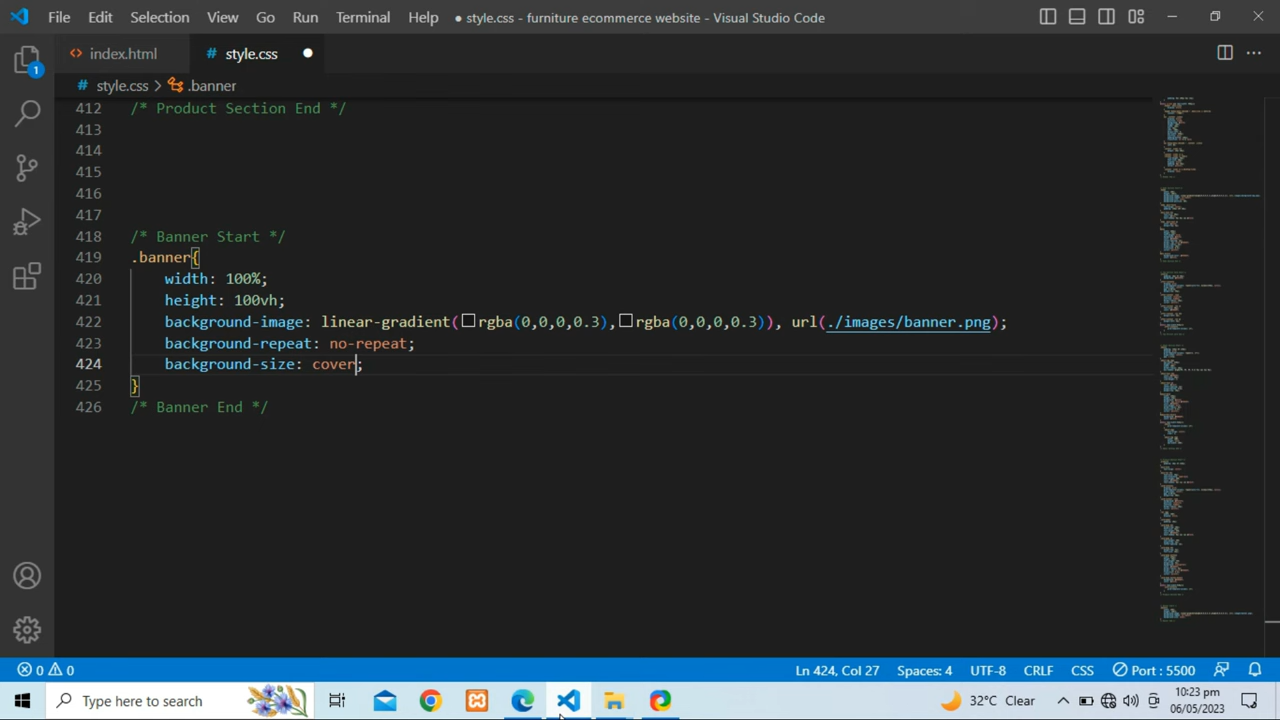 File Edit Selection View Go Run Terminal Help ● style.css - furniture ecommerce website - Visual Studio Code
<> index.html # style.css ●
# style.css > .banner
412 /* Product Section End */
413
414
415
416
417
418 /* Banner Start */
419 .banner{
420 width: 100%;
421 height: 100vh;
422 background-image: linear-gradient(rgba(0,0,0,0.3),rgba(0,0,0,0.3)), url(./images/banner.png);
423 background-repeat: no-repeat;
424 background-size: cover;
425 }
426 /* Banner End */
1
0 0 Ln 424, Col 27 Spaces: 4 UTF-8 CRLF CSS Port : 5500
Type here to search 32°C Clear 10:23 pm
06/05/2023